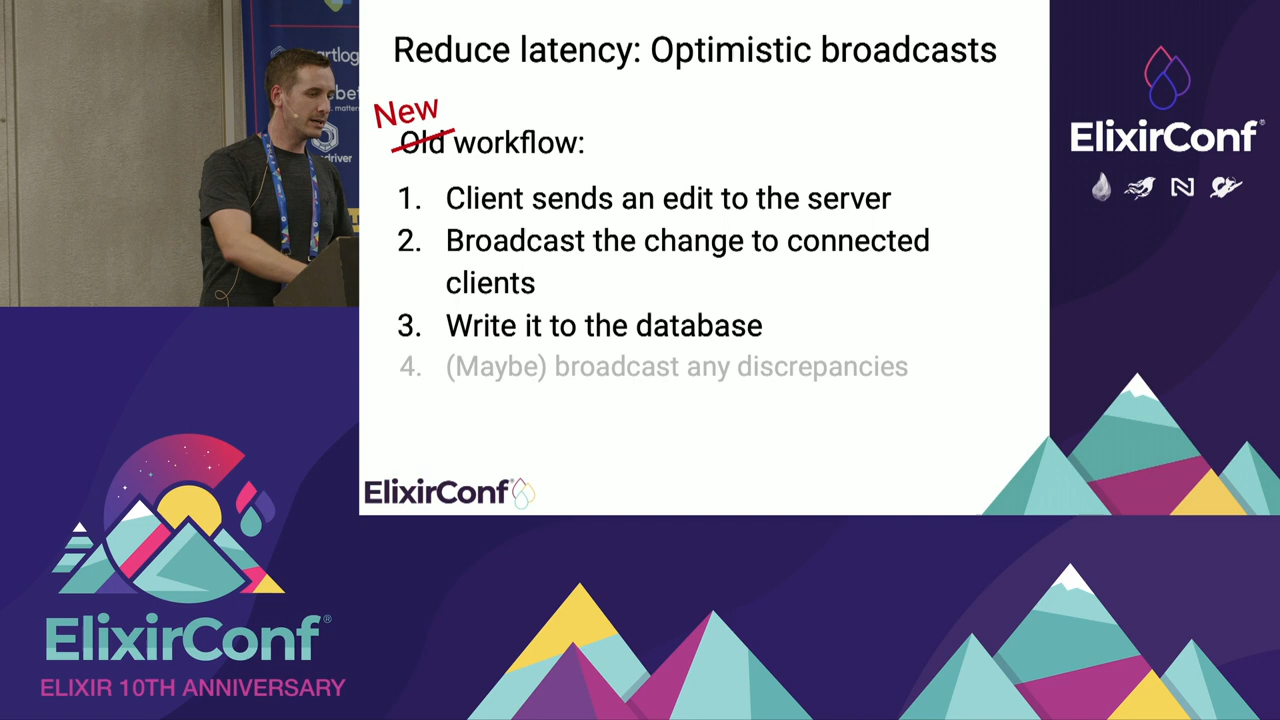 Reduce latency: Optimistic broadcasts
New
Old workflow:
1. Client sends an edit to the server
2. Broadcast the change to connected
clients
3. Write it to the database
4. (Maybe) broadcast any discrepancies
ElixirConf
ElixirConf®
ElixirConf®
ELIXIR 10TH ANNIVERSARY